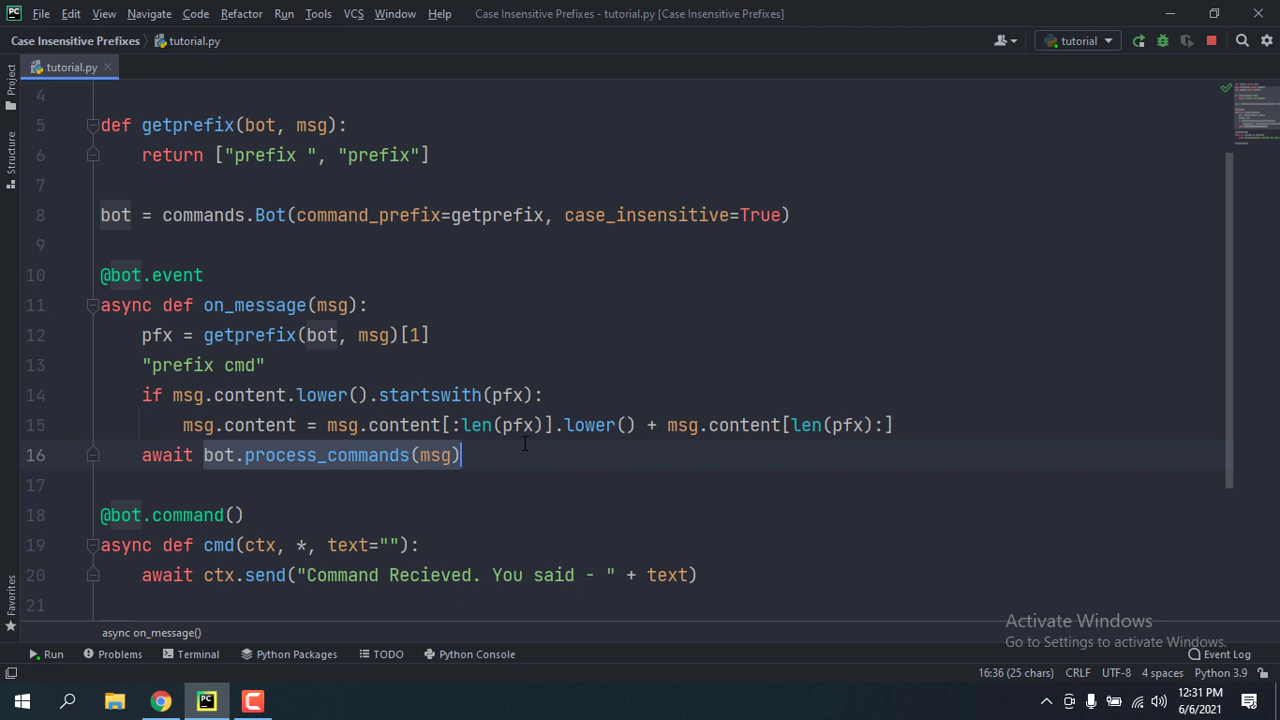 File Edit View Navigate Code Refactor Run Tools VCS Window Help Case Insensitive Prefixes - tutorial.py [Case Insensitive Prefixes]
Case Insensitive Prefixes tutorial.py tutorial
Project
tutorial.py
4
5 def getprefix(bot, msg):
6 return ["prefix ", "prefix"]
7
8 bot = commands.Bot(command_prefix=getprefix, case_insensitive=True)
9
10 @bot.event
11 async def on_message(msg):
12 pfx = getprefix(bot, msg)[1]
13 "prefix cmd"
14 if msg.content.lower().startswith(pfx):
15 msg.content = msg.content[:len(pfx)].lower() + msg.content[len(pfx):]
16 await bot.process_commands(msg)
17
18 @bot.command()
19 async def cmd(ctx, *, text=""):
20 await ctx.send("Command Recieved. You said - " + text)
21
Structure
Favorites
Activate Windows
Go to Settings to activate Windows.
async on_message()
Run Problems Terminal Python Packages TODO Python Console Event Log
16:36 (25 chars) CRLF UTF-8 4 spaces Python 3.9
12:31 PM
6/6/2021